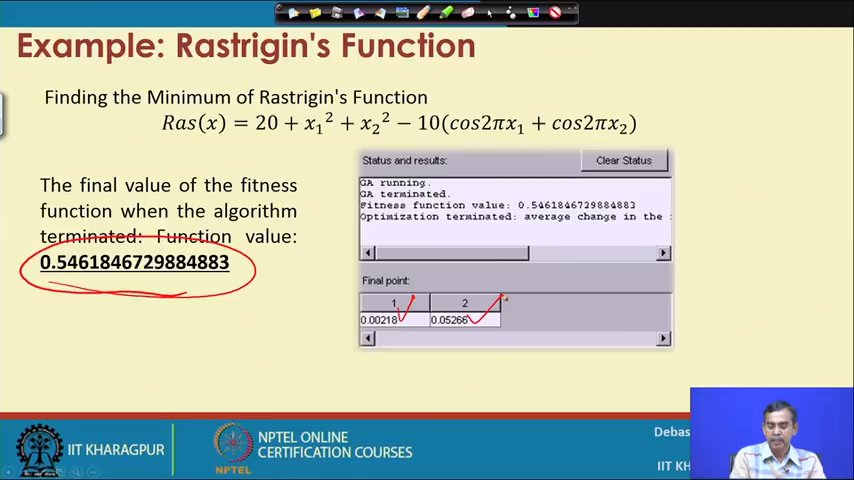 Example: Rastrigin's Function
Finding the Minimum of Rastrigin's Function
Ras(x) = 20 + x₁² + x₂² − 10(cos2πx₁ + cos2πx₂)
The final value of the fitness
function when the algorithm
terminated: Function value:
0.5461846729884883
Status and results:
Clear Status
GA running.
GA terminated.
Fitness function value: 0.5461846729884883
Optimization terminated: average change in the
Final point:
1 2
0.00218 0.05266
IIT KHARAGPUR
NPTEL
NPTEL ONLINE
CERTIFICATION COURSES
Debas
IIT KH